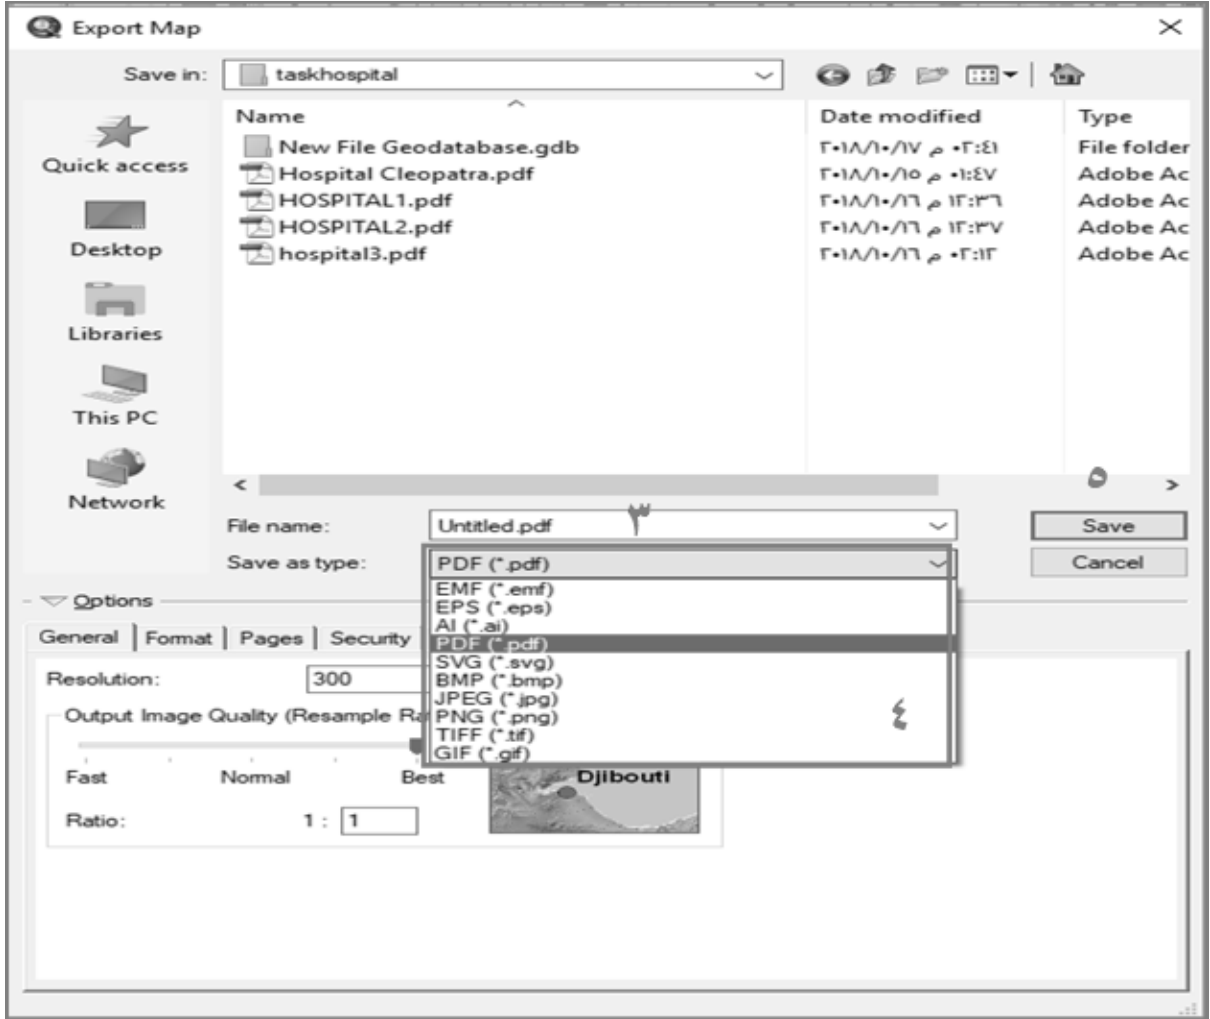 Export Map
Save in: taskhospital
Name Date modified Type
New File Geodatabase.gdb ٢٠١٨/١٠/١٧ م ٠٢:٤١ File folder
Hospital Cleopatra.pdf ٢٠١٨/١٠/١٥ م ٠١:٤٧ Adobe Ac
HOSPITAL1.pdf ٢٠١٨/١٠/١٦ م ١٢:٣٦ Adobe Ac
HOSPITAL2.pdf ٢٠١٨/١٠/١٦ م ١٢:٣٧ Adobe Ac
hospital3.pdf ٢٠١٨/١٠/١٦ م ٠٢:١٢ Adobe Ac
Quick access
Desktop
Libraries
This PC
Network
٥
٣
File name: Untitled.pdf Save
Save as type: PDF (*.pdf) Cancel
EMF (*.emf)
EPS (*.eps)
AI (*.ai)
PDF (*.pdf)
SVG (*.svg)
BMP (*.bmp)
JPEG (*.jpg)
PNG (*.png)
TIFF (*.tif)
GIF (*.gif)
٤
Options
General Format Pages Security
Resolution: 300
Output Image Quality (Resample Ra
Fast Normal Best
Djibouti
Ratio: 1 : 1